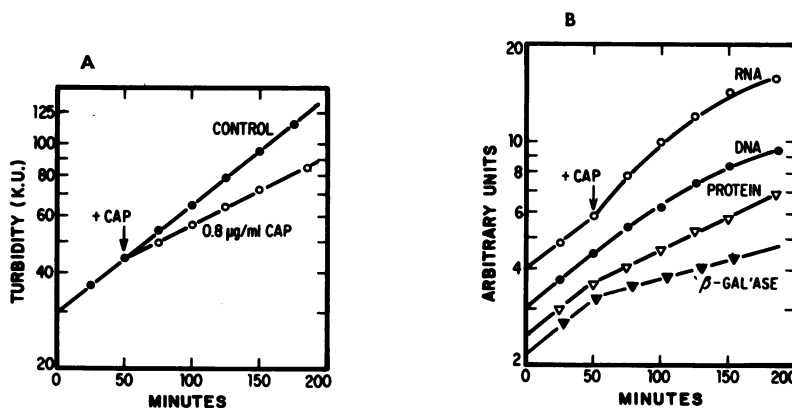 A
TURBIDITY (K.U.)
125
100
80
60
40
20
CONTROL
+ CAP
0.8 μg/ml CAP
0 50 100 150 200
MINUTES
B
ARBITRARY UNITS
20
10
8
6
4
2
RNA
+ CAP
DNA
PROTEIN
β-GAL'ASE
0 50 100 150 200
MINUTES